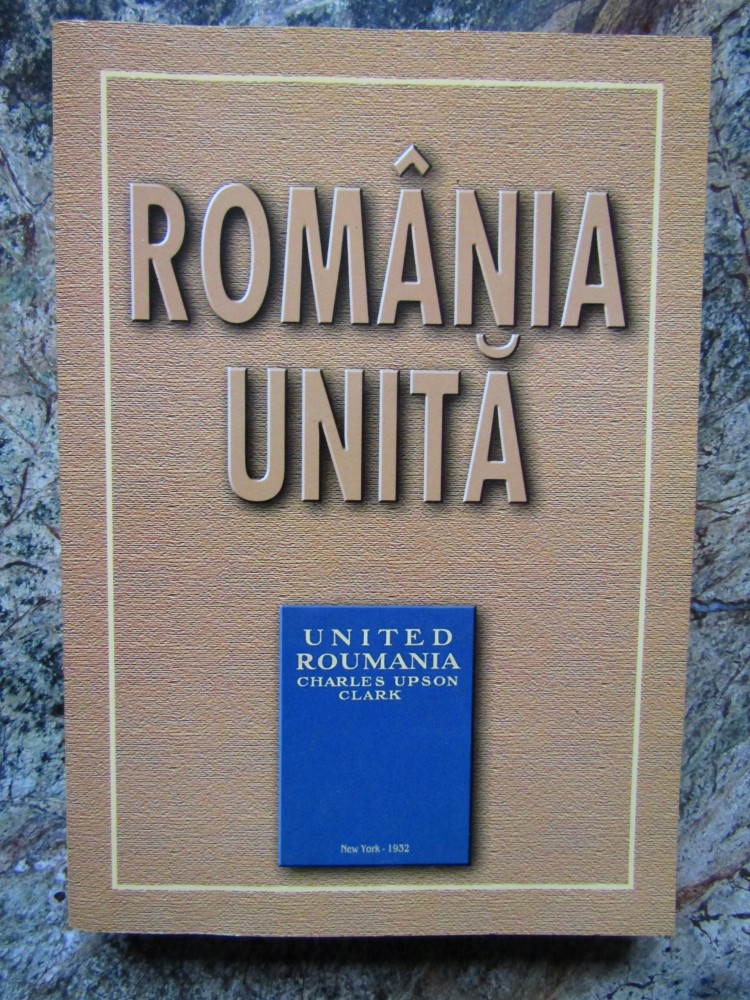 ROMÂNIA
UNITĂ
UNITED
ROUMANIA
CHARLES UPSON
CLARK
New York - 1932